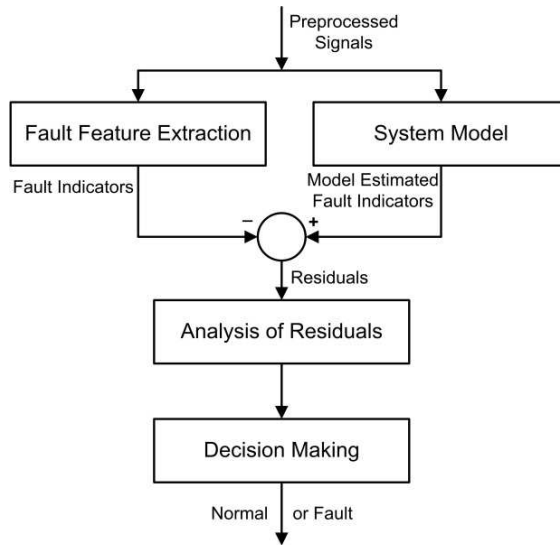 Preprocessed
Signals
Fault Feature Extraction
System Model
Fault Indicators
Model Estimated
Fault Indicators
–
+
Residuals
Analysis of Residuals
Decision Making
Normal or Fault